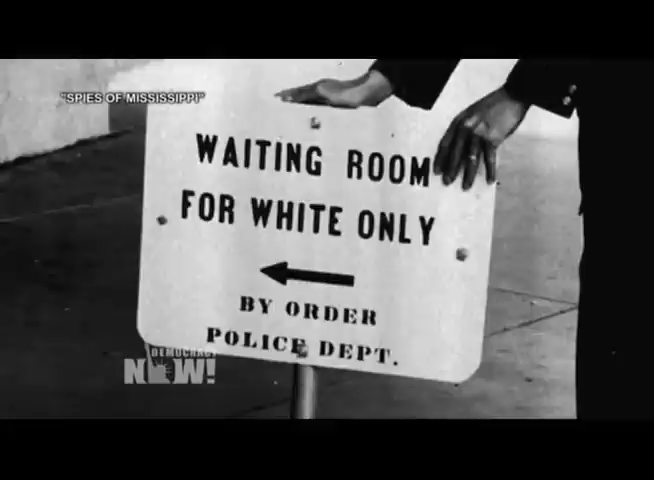 "SPIES OF MISSISSIPPI"
WAITING ROOM
FOR WHITE ONLY
BY ORDER
POLICE DEPT.
DEMOCRACY
NOW!